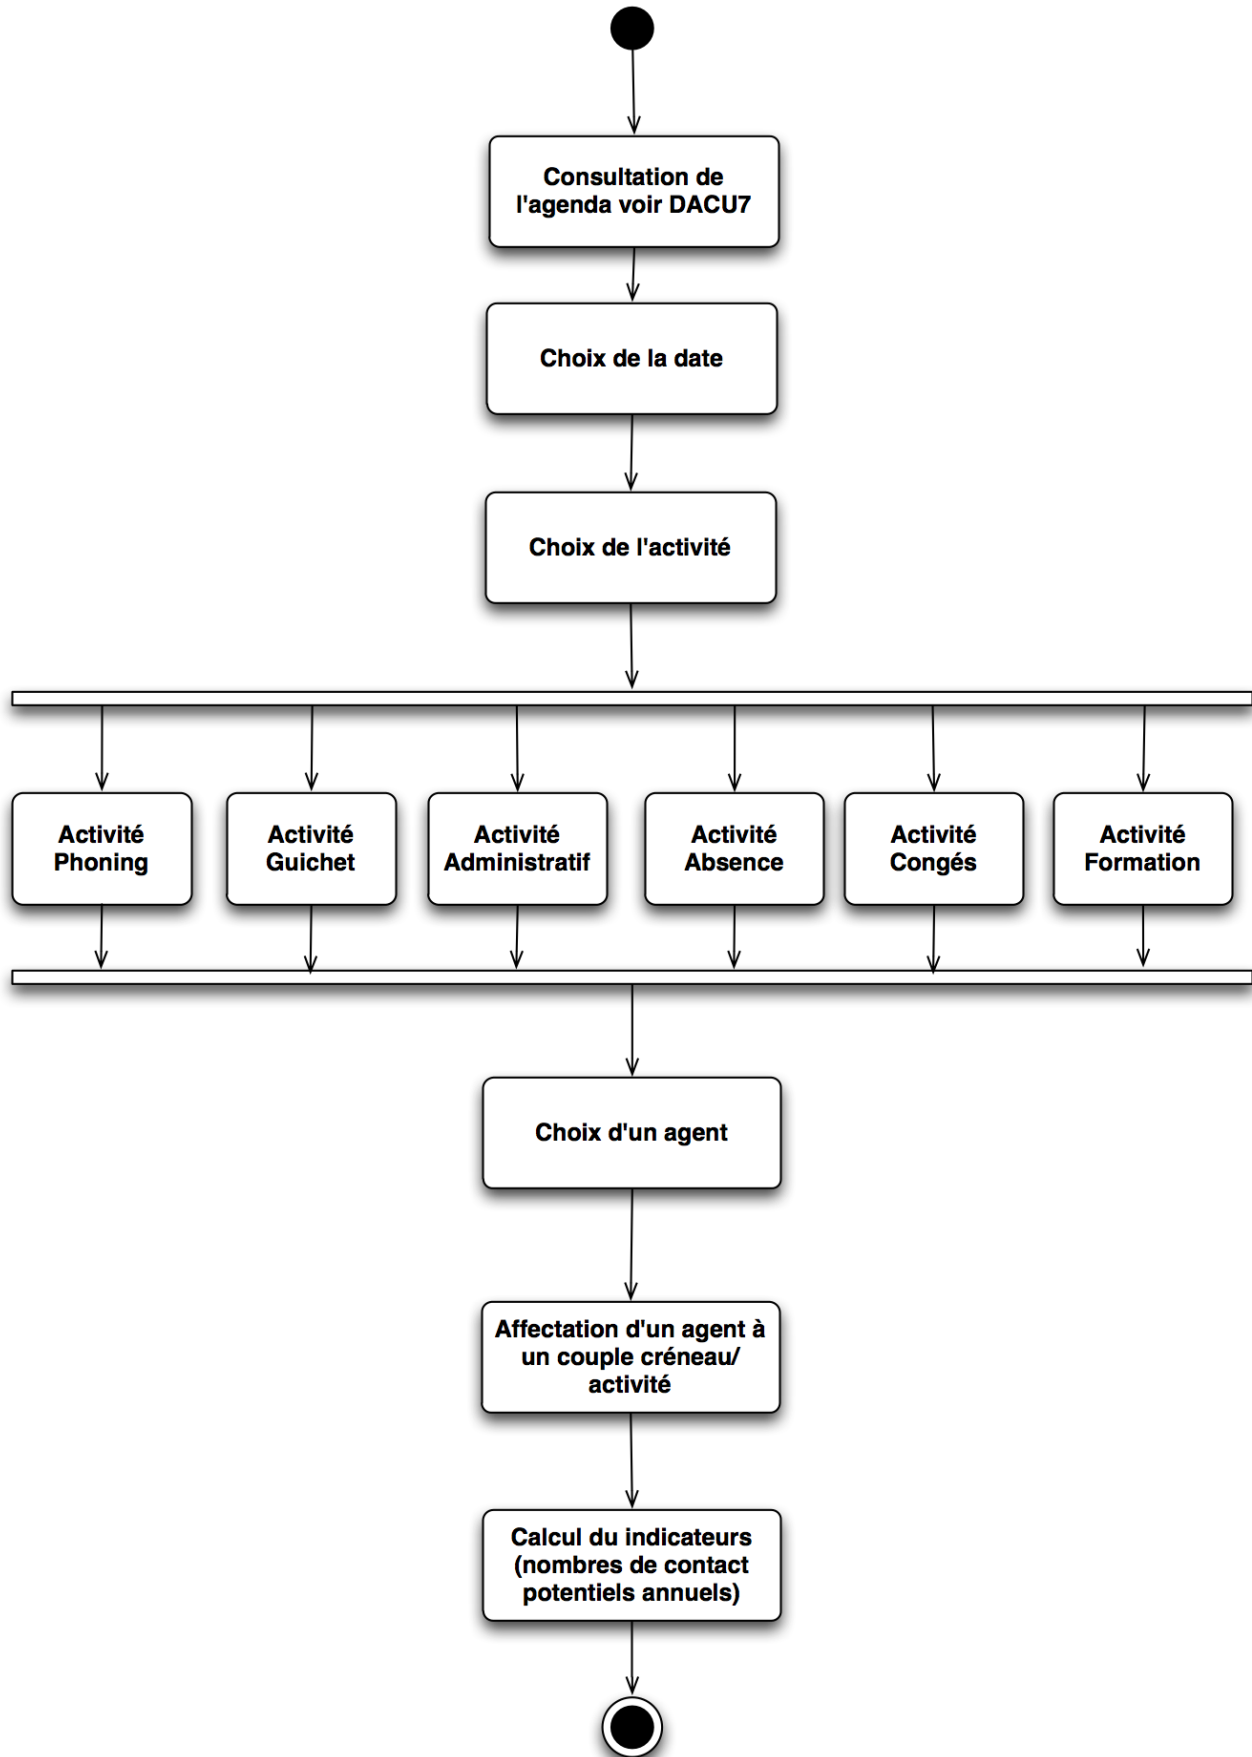 Consultation de
l'agenda voir DACU7
Choix de la date
Choix de l'activité
Activité
Phoning
Activité
Guichet
Activité
Administratif
Activité
Absence
Activité
Congés
Activité
Formation
Choix d'un agent
Affectation d'un agent à
un couple créneau/
activité
Calcul du indicateurs
(nombres de contact
potentiels annuels)